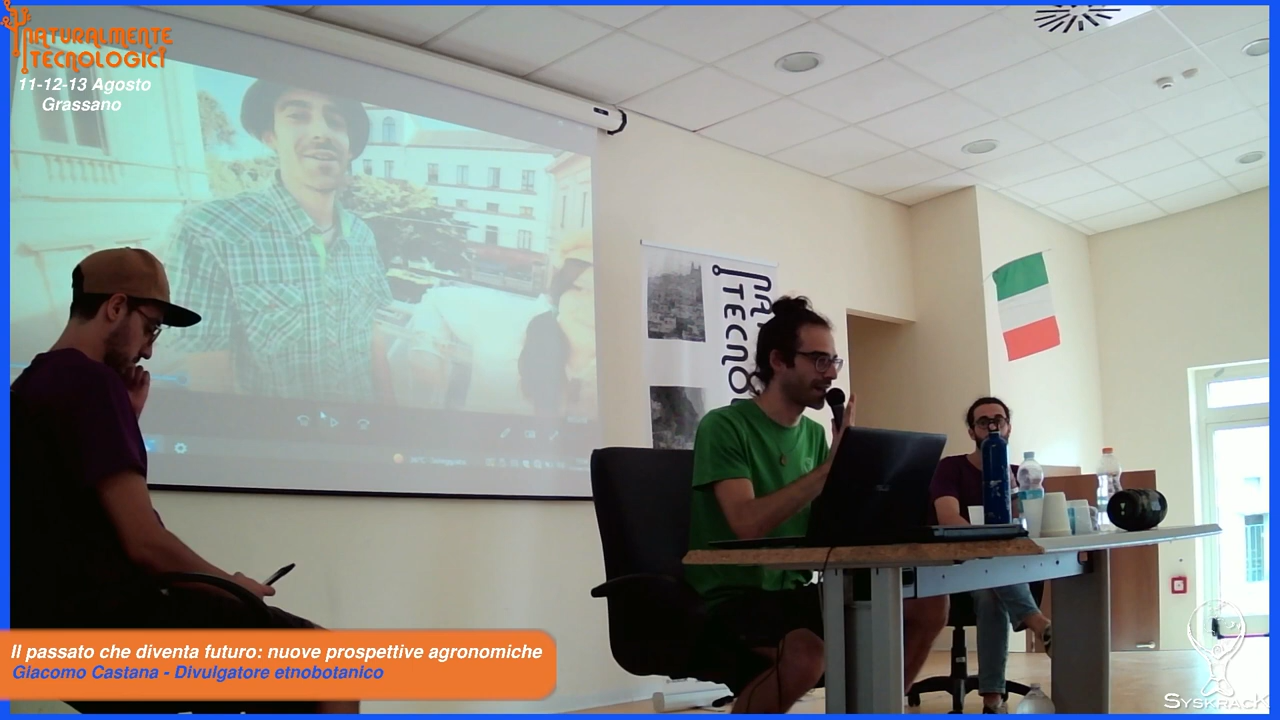 NATURALMENTE
TECNOLOGICI
11-12-13 Agosto
Grassano
TECNO
Il passato che diventa futuro: nuove prospettive agronomiche
Giacomo Castana - Divulgatore etnobotanico
SYSKRACK